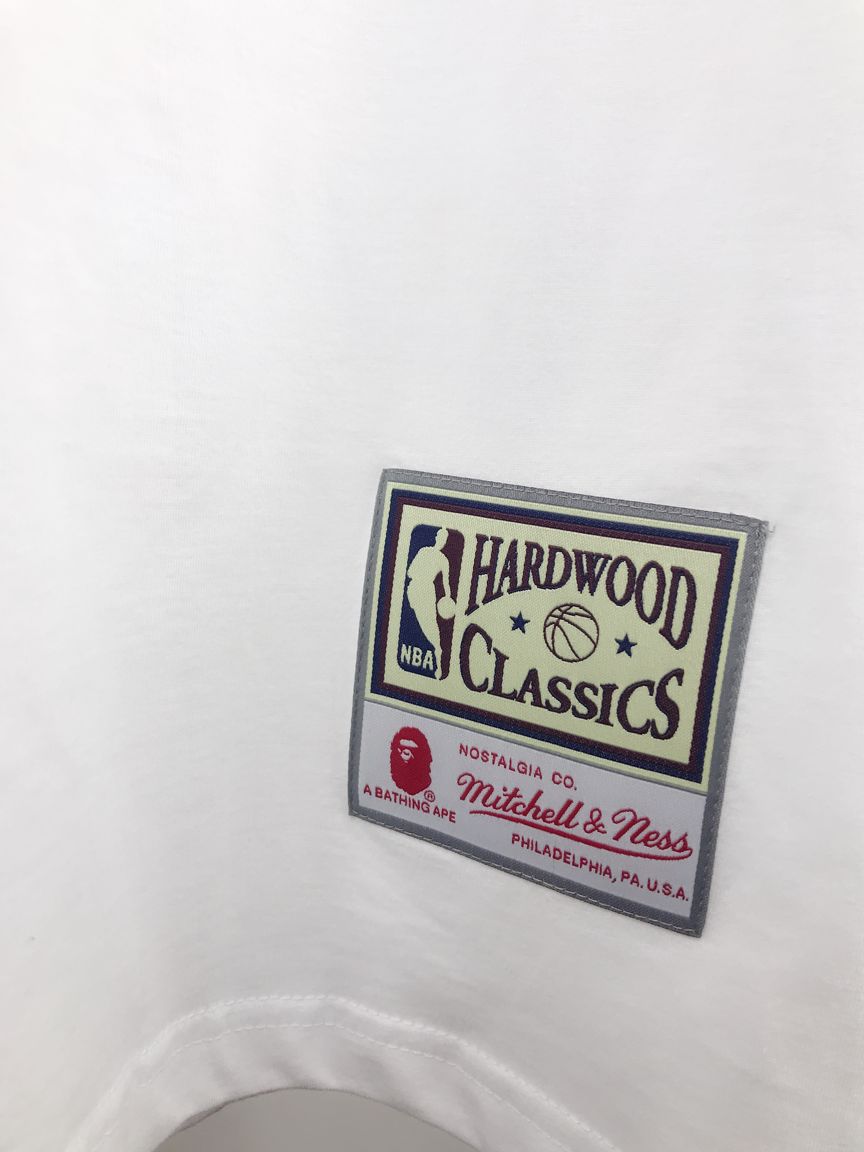 NBA
HARDWOOD
CLASSICS
A BATHING APE®
NOSTALGIA CO.
Mitchell & Ness
PHILADELPHIA, PA. U.S.A.